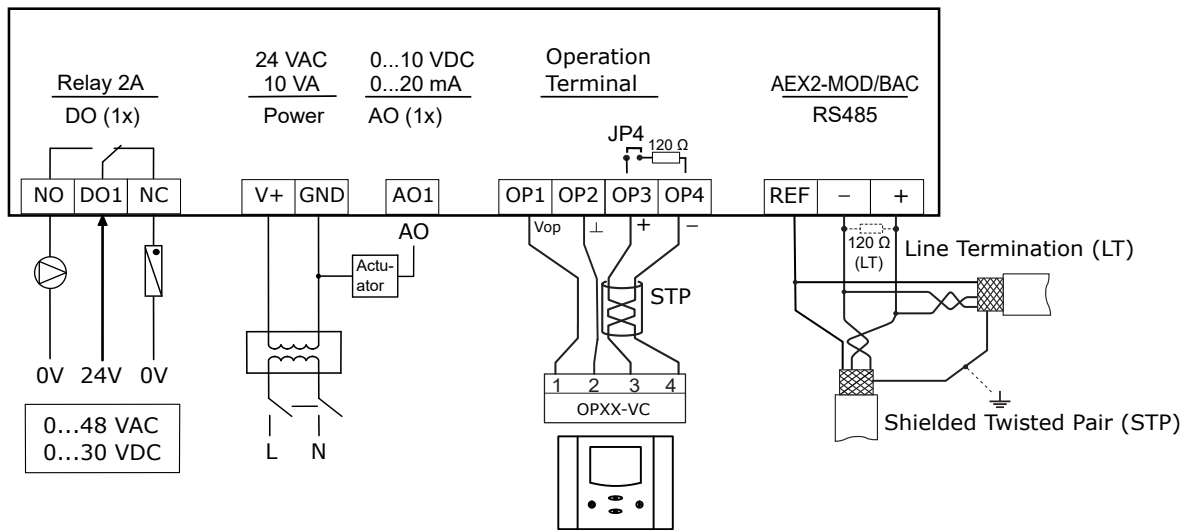 Relay 2A
DO (1x)
24 VAC
10 VA
Power
0...10 VDC
0...20 mA
AO (1x)
Operation
Terminal
AEX2-MOD/BAC
RS485
JP4
120 Ω
NO
DO1
NC
V+
GND
AO1
OP1
OP2
OP3
OP4
REF
−
+
Vop
⊥
+
−
AO
Actu-
ator
STP
120 Ω
(LT)
Line Termination (LT)
0V
24V
0V
0...48 VAC
0...30 VDC
L
N
1
2
3
4
OPXX-VC
Shielded Twisted Pair (STP)